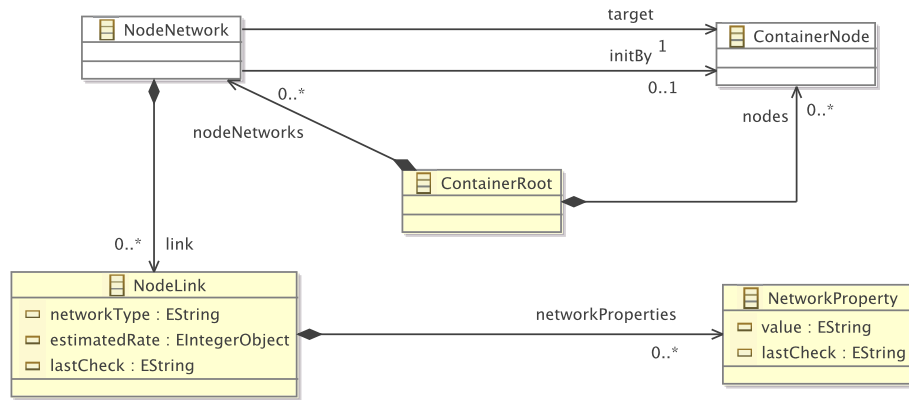 NodeNetwork
target
1
ContainerNode
initBy
0..1
0..*
nodeNetworks
nodes
0..*
ContainerRoot
0..*
link
NodeLink
networkType : EString
estimatedRate : EIntegerObject
lastCheck : EString
networkProperties
0..*
NetworkProperty
value : EString
lastCheck : EString